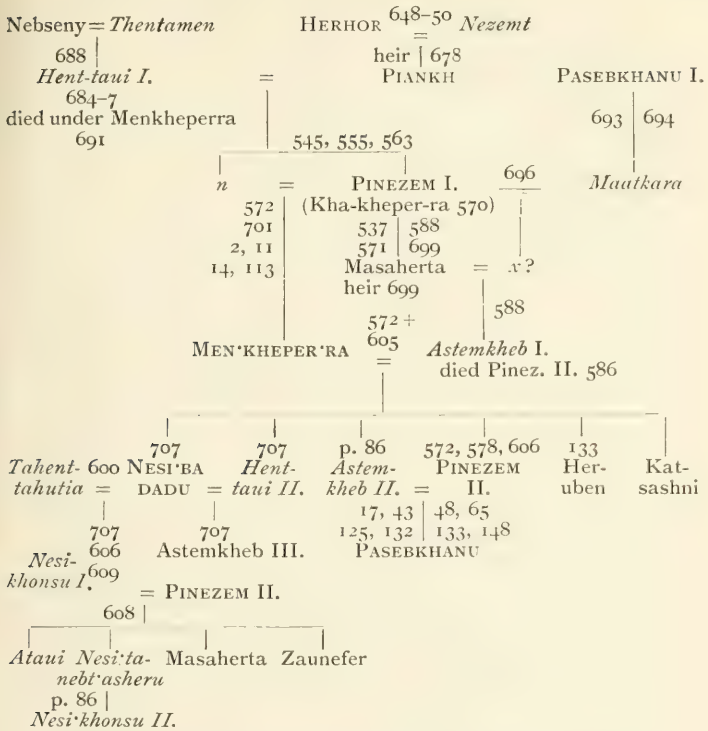 Nebseny = Thentamen HERHOR 648–50 Nezemt
=
688 heir 678
Hent-taui I. = PIANKH PASEBKHANU I.
684–7
died under Menkheperra 693 694
691
545, 555, 563
n = PINEZEM I. 696 Maatkara
572 (Kha-kheper-ra 570)
701 537 588
2, 11 571 699
14, 113 Masaherta = x?
heir 699
588
572 +
MEN·KHEPER·RA 605 Astemkheb I.
= died Pinez. II. 586
707 707 p. 86 572, 578, 606 133
Tahent- 600 NESI·BA Hent- Astem- PINEZEM Her- Kat-
tahutia = DADU = taui II. kheb II. = II. uben sashni
17, 43 48, 65
707 707 125, 132 133, 148
606 Astemkheb III. PASEBKHANU
Nesi-
khonsu I. 609
= PINEZEM II.
608
Ataui Nesi·ta- Masaherta Zaunefer
nebt·asheru
p. 86
Nesi·khonsu II.